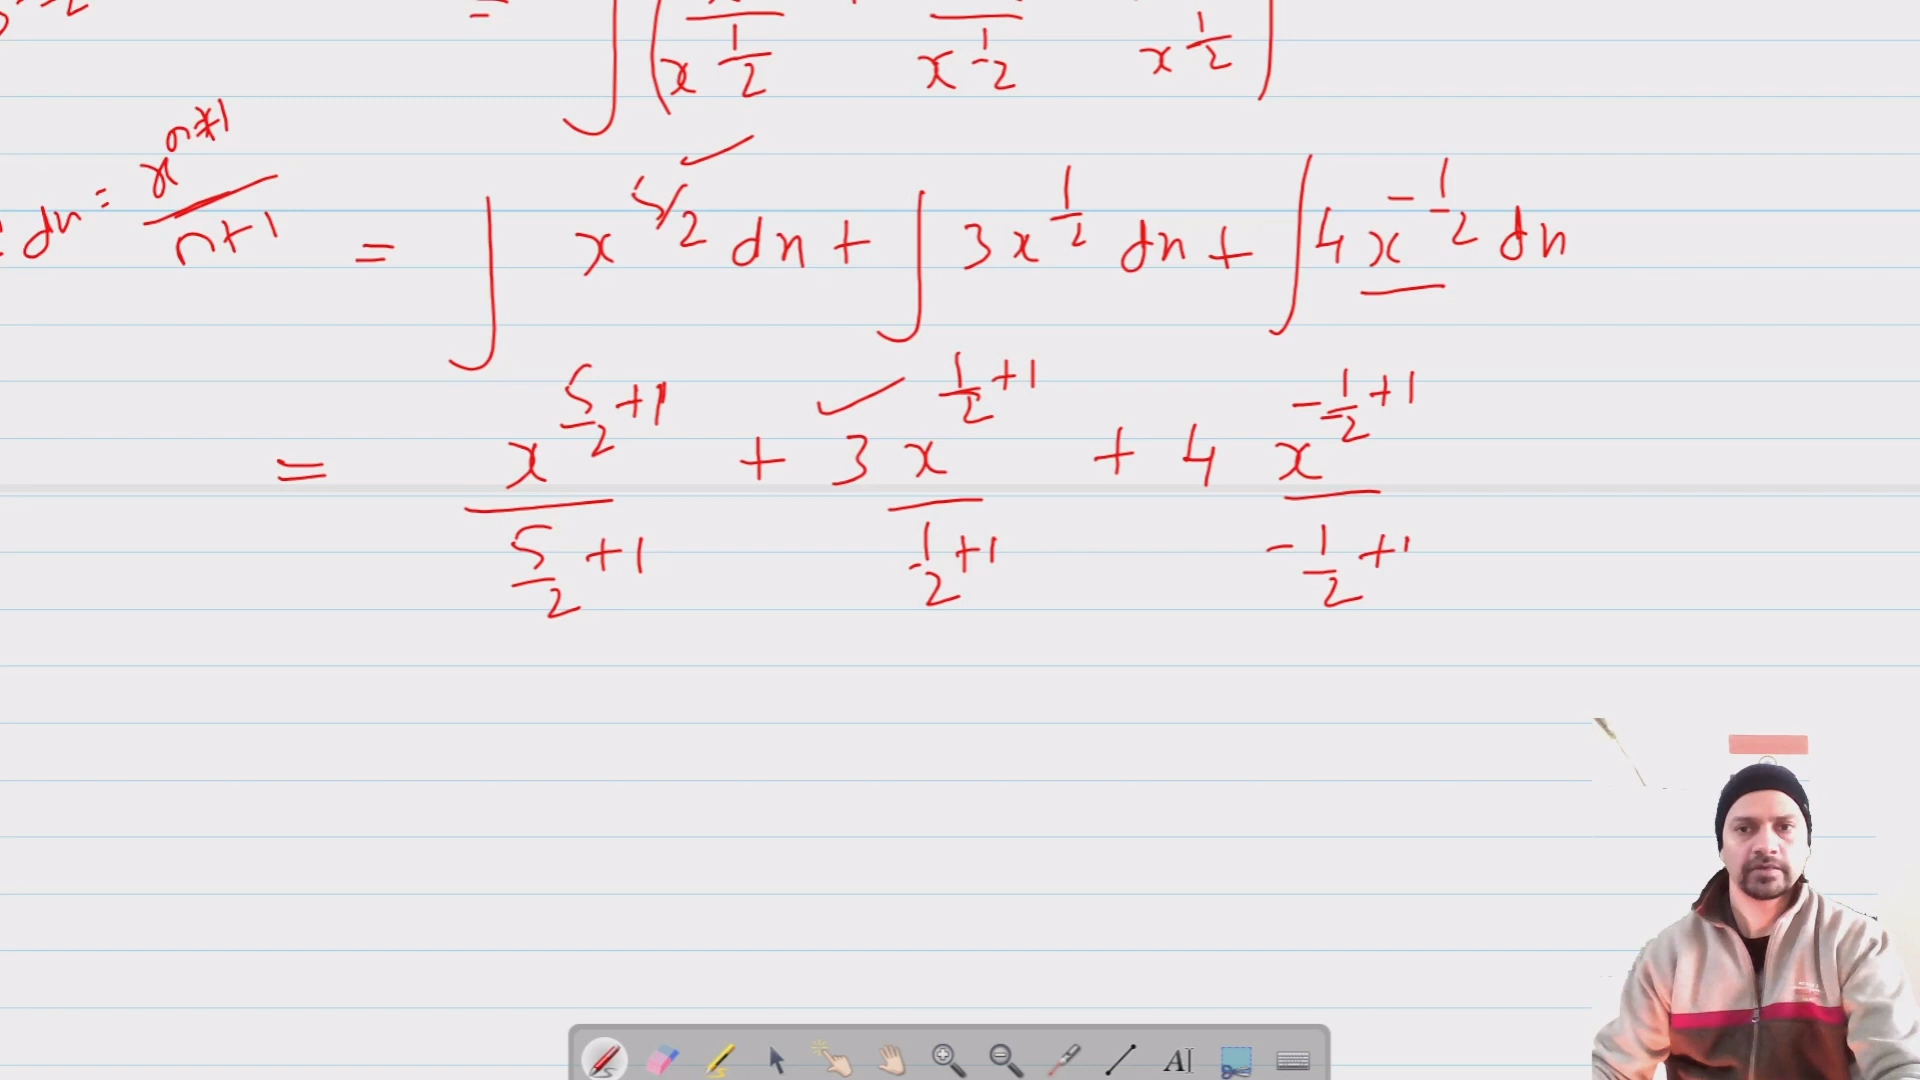 = ∫ ( / x^{1/2} + / x^{1/2} x^{1/2} )
dx = x^{n+1} / n+1
= ∫ x^{5/2} dx + ∫ 3x^{1/2} dx + ∫ 4x^{-1/2} dx
= x^{5/2+1} / 5/2+1 + 3 x^{1/2+1} / 1/2+1 + 4 x^{-1/2+1} / -1/2+1